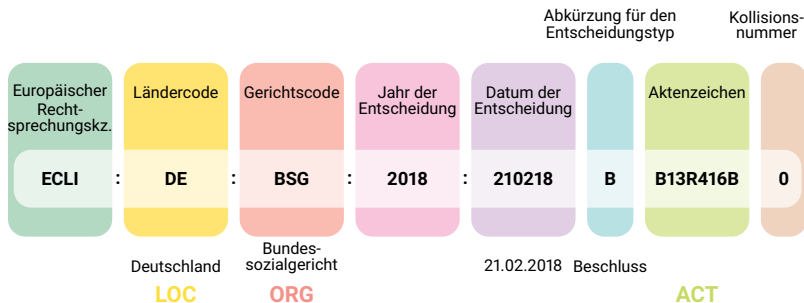 Abkürzung für den
Entscheidungstyp
Kollisions-
nummer
Europäischer
Recht-
sprechungskz.
Ländercode
Gerichtscode
Jahr der
Entscheidung
Datum der
Entscheidung
Aktenzeichen
ECLI : DE : BSG : 2018 : 210218 B B13R416B 0
Deutschland
Bundes-
sozialgericht
21.02.2018
Beschluss
LOC
ORG
ACT